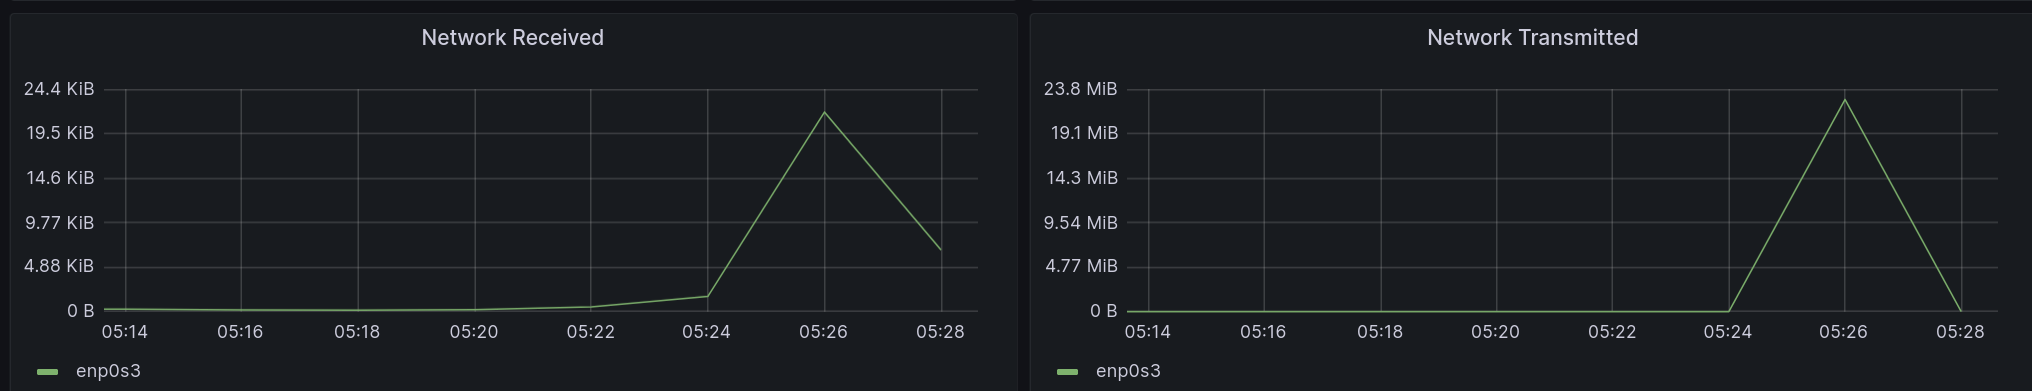 Network Received
24.4 KiB
19.5 KiB
14.6 KiB
9.77 KiB
4.88 KiB
0 B
05:14 05:16 05:18 05:20 05:22 05:24 05:26 05:28
enp0s3
Network Transmitted
23.8 MiB
19.1 MiB
14.3 MiB
9.54 MiB
4.77 MiB
0 B
05:14 05:16 05:18 05:20 05:22 05:24 05:26 05:28
enp0s3